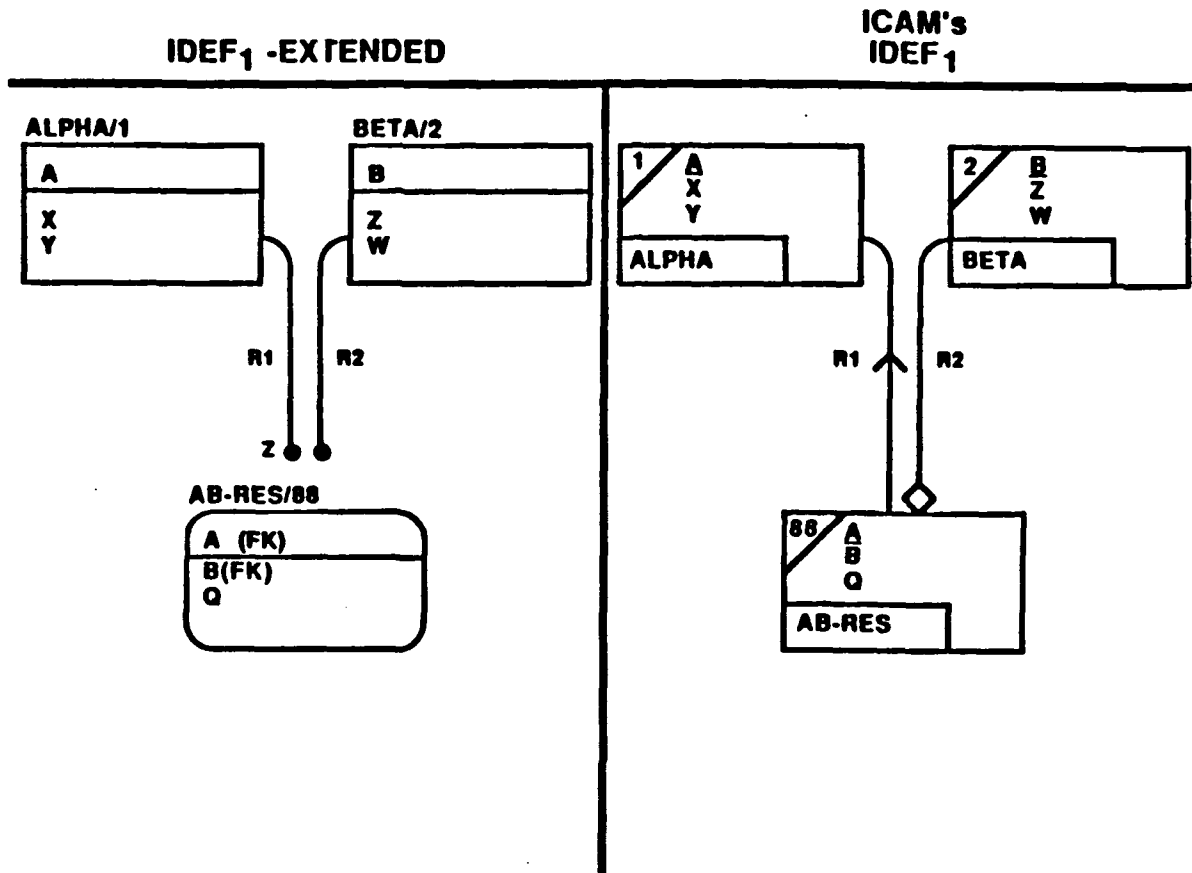 IDEF1 -EXTENDED
ICAM's
IDEF1
ALPHA/1
A
X
Y
BETA/2
B
Z
W
R1
R2
Z
AB-RES/88
A (FK)
B(FK)
Q
1
A
X
Y
ALPHA
2
B
Z
W
BETA
R1
R2
88
A
B
Q
AB-RES